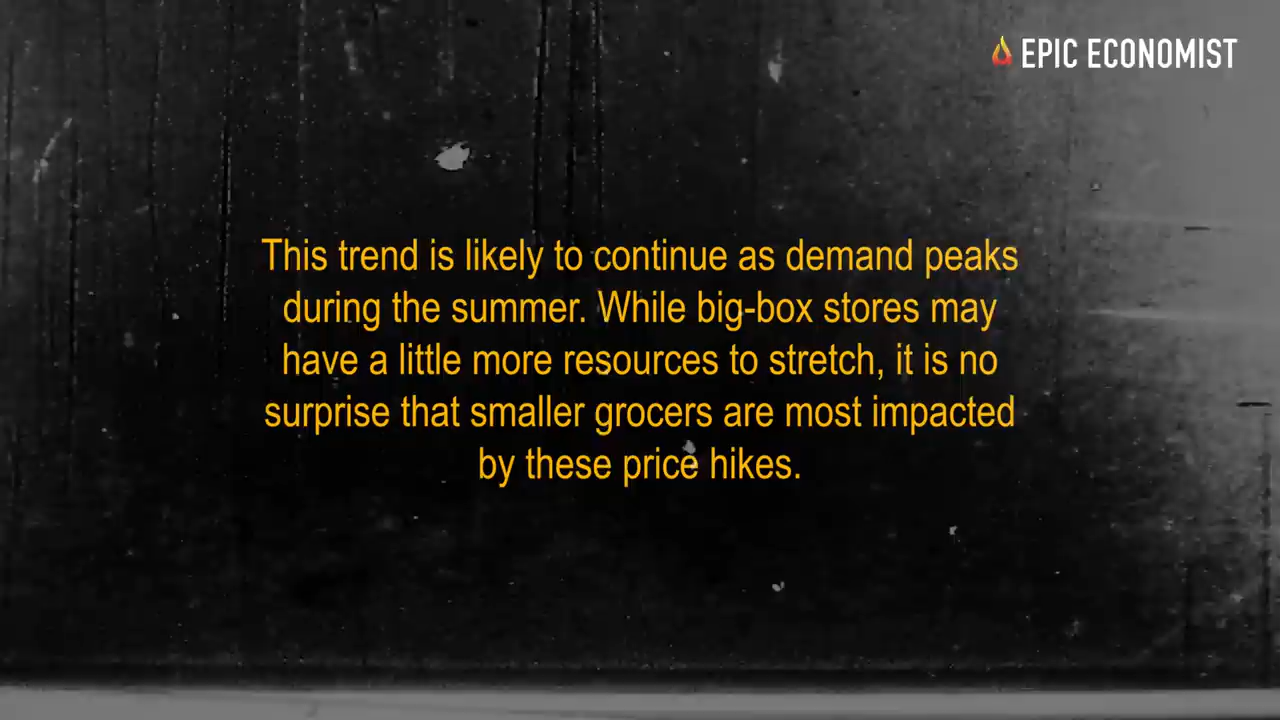 EPIC ECONOMIST
This trend is likely to continue as demand peaks
during the summer. While big-box stores may
have a little more resources to stretch, it is no
surprise that smaller grocers are most impacted
by these price hikes.